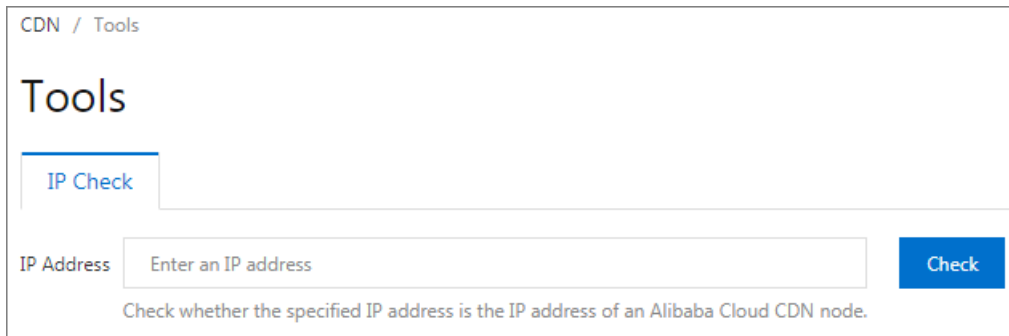 CDN / Tools
Tools
IP Check
IP Address Enter an IP address Check
Check whether the specified IP address is the IP address of an Alibaba Cloud CDN node.